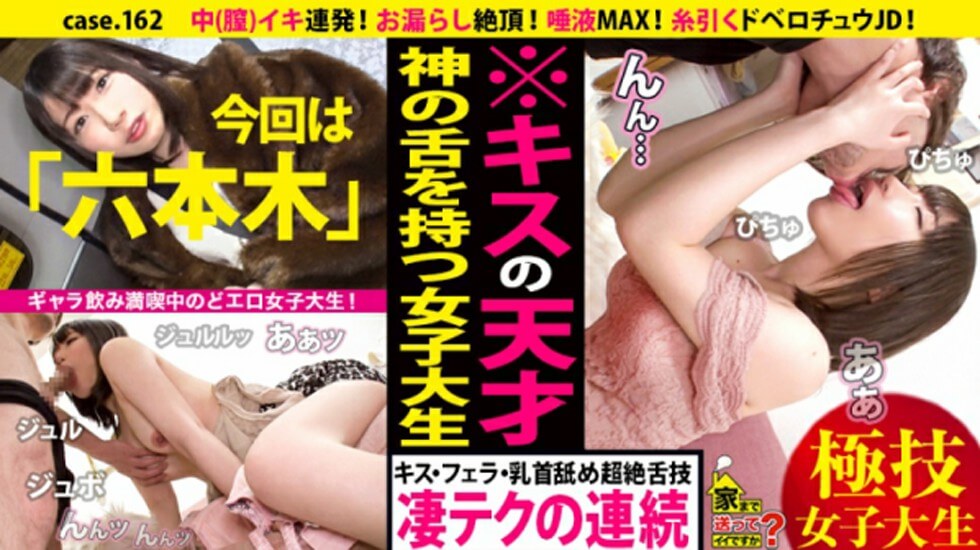 case.162 中(膣)イキ連発！お漏らし絶頂！唾液MAX！糸引くドベロチュウJD！
今回は
「六本木」
ギャラ飲み満喫中のどエロ女子大生！
ジュルルッ あぁッ
ジュル
ジュボ
んんッんんッ
※キスの天才
神の舌を持つ女子大生
キス・フェラ・乳首舐め超絶舌技
凄テクの連続
んん…
ぴちゅ
ぴちゅ
あぁ
家まで
送って
イイですか？
極技
女子大生